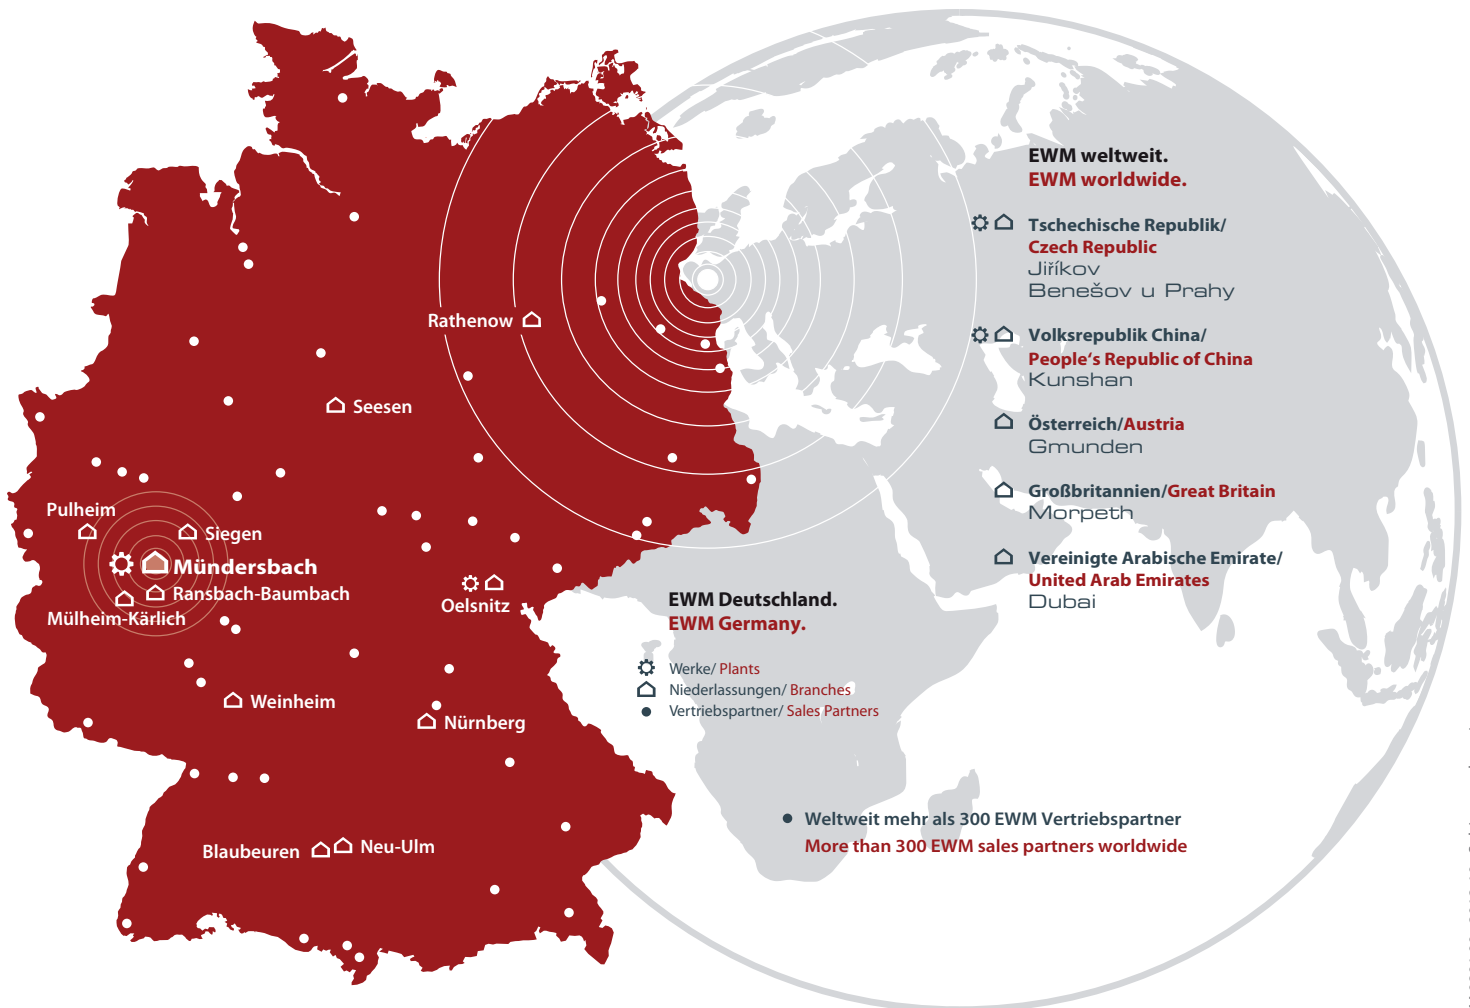 EWM weltweit.
EWM worldwide.
Tschechische Republik/
Czech Republic
Jiříkov
Benešov u Prahy
Volksrepublik China/
People‘s Republic of China
Kunshan
Österreich/Austria
Gmunden
Großbritannien/Great Britain
Morpeth
Vereinigte Arabische Emirate/
United Arab Emirates
Dubai
Rathenow
Seesen
Pulheim
Siegen
Mündersbach
Ransbach-Baumbach
Mülheim-Kärlich
Oelsnitz
Weinheim
Nürnberg
Blaubeuren
Neu-Ulm
EWM Deutschland.
EWM Germany.
Werke/ Plants
Niederlassungen/ Branches
Vertriebspartner/ Sales Partners
Weltweit mehr als 300 EWM Vertriebspartner
More than 300 EWM sales partners worldwide